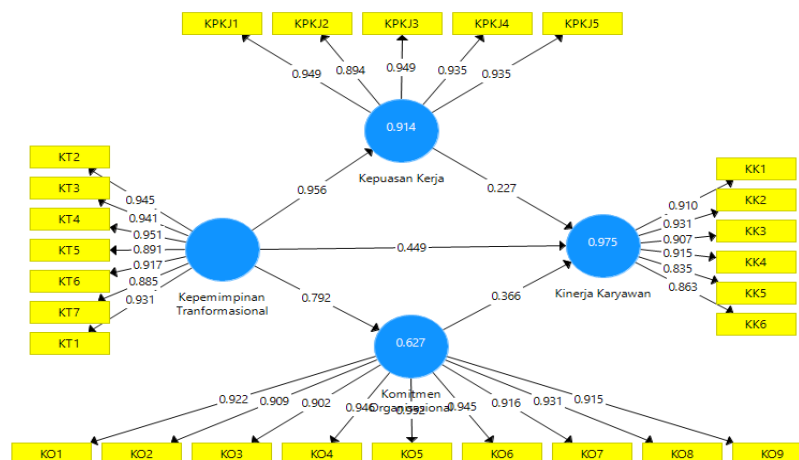 KPKJ1 KPKJ2 KPKJ3 KPKJ4 KPKJ5
0.949 0.894 0.949 0.935 0.935
0.914
Kepuasan Kerja
KT2
KT3
KT4
KT5
KT6
KT7
KT1
0.945
0.941
0.951
0.891
0.917
0.885
0.931
0.956
0.227
Kepemimpinan
Tranformasional
0.449
0.792
0.366
0.975
Kinerja Karyawan
KK1
KK2
KK3
KK4
KK5
KK6
0.910
0.931
0.907
0.915
0.835
0.863
0.627
Komitmen
Organisasional
0.922 0.909 0.902 0.946 0.945 0.916 0.931 0.915
KO1 KO2 KO3 KO4 KO5 KO6 KO7 KO8 KO9